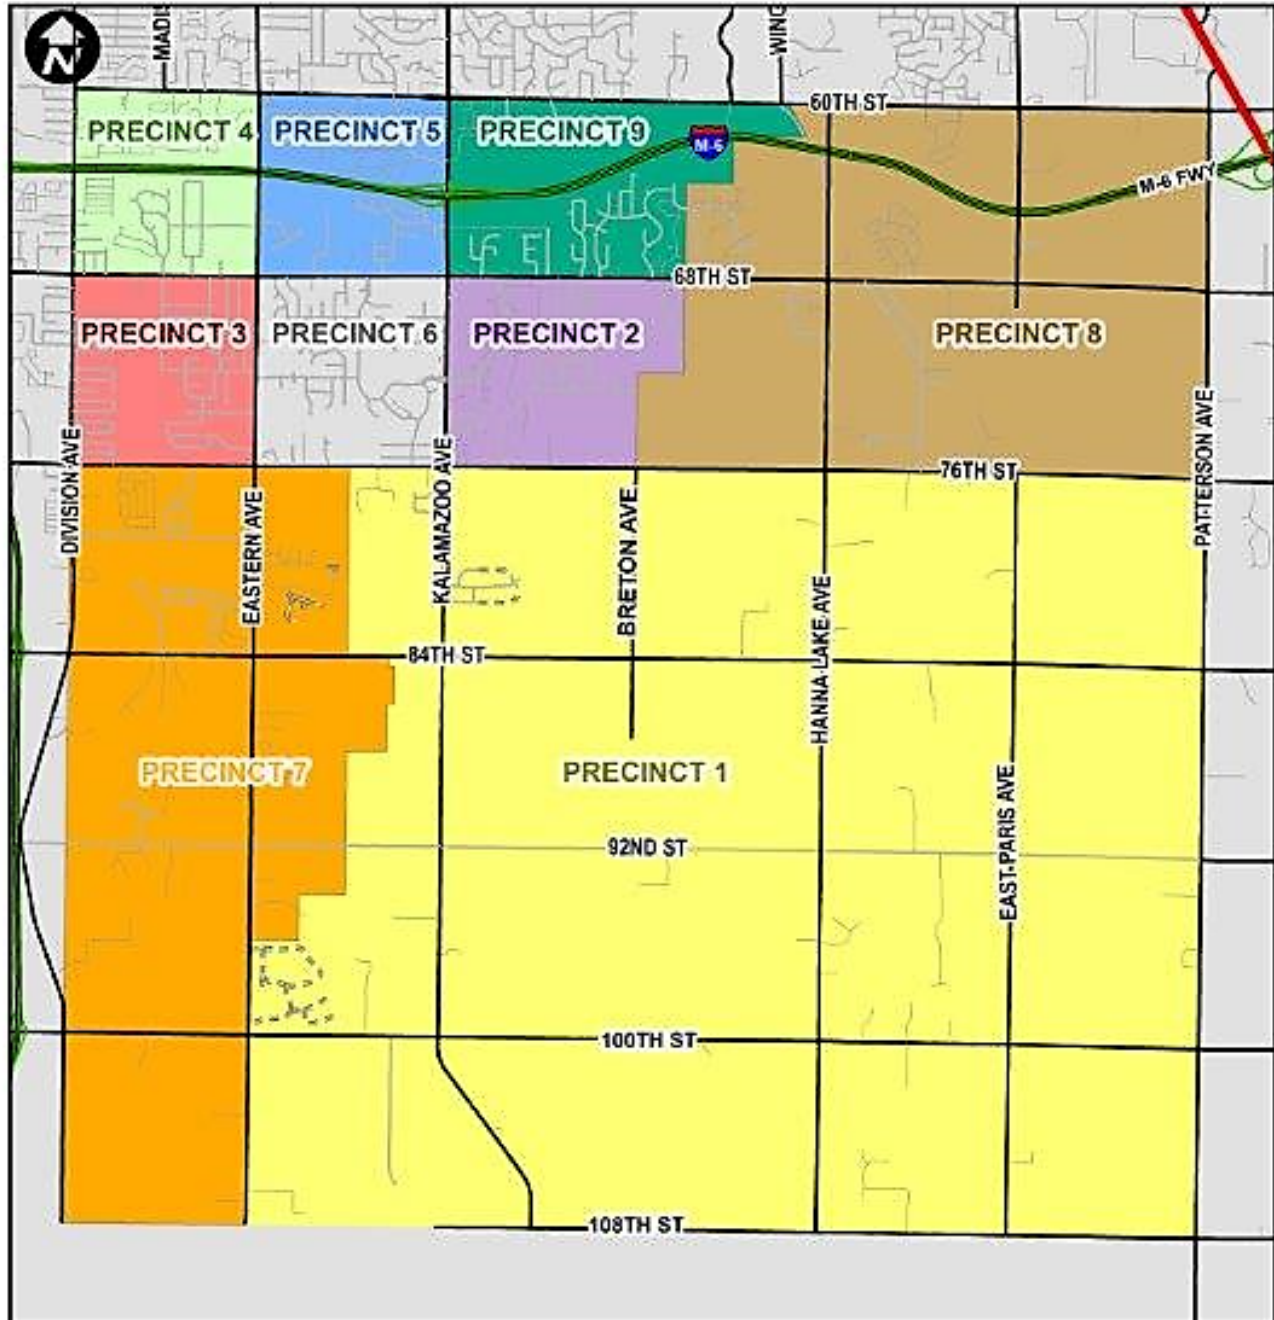 N
MADIS
WING
60TH ST
PRECINCT 4
PRECINCT 5
PRECINCT 9
M-6
M-6 FWY
68TH ST
PRECINCT 3
PRECINCT 6
PRECINCT 2
PRECINCT 8
DIVISION AVE
EASTERN AVE
KALAMAZOO AVE
BRETON AVE
HANNA LAKE AVE
EAST PARIS AVE
PATTERSON AVE
76TH ST
84TH ST
PRECINCT 7
PRECINCT 1
92ND ST
100TH ST
108TH ST